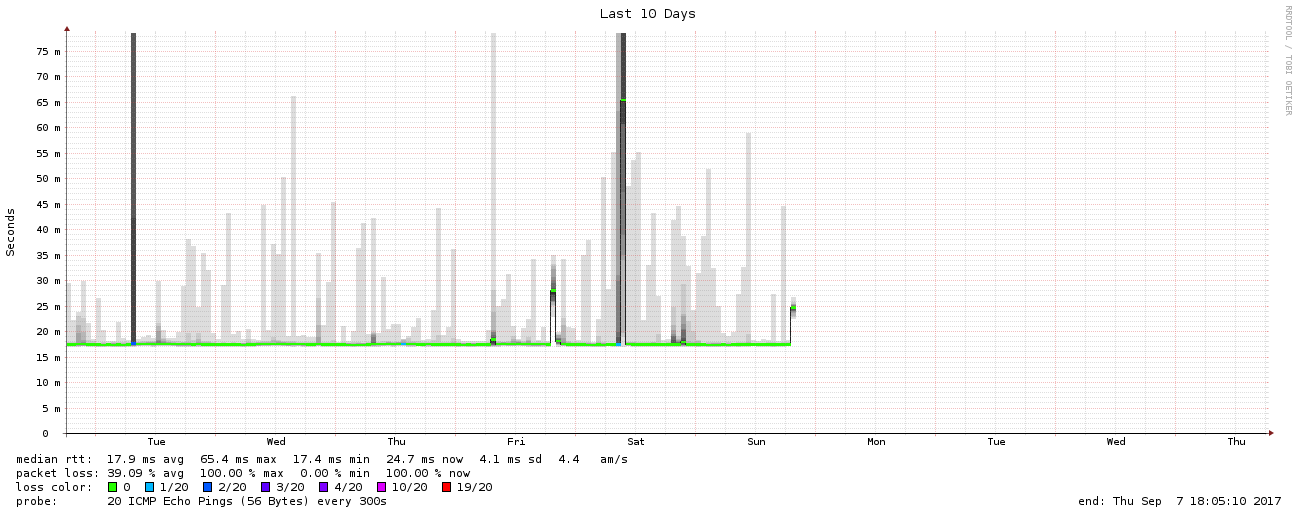 Last 10 Days
RRDTOOL / TOBI OETIKER
Seconds
75 m
70 m
65 m
60 m
55 m
50 m
45 m
40 m
35 m
30 m
25 m
20 m
15 m
10 m
5 m
0
Tue Wed Thu Fri Sat Sun Mon Tue Wed Thu
median rtt: 17.9 ms avg 65.4 ms max 17.4 ms min 24.7 ms now 4.1 ms sd 4.4 am/s
packet loss: 39.09 % avg 100.00 % max 0.00 % min 100.00 % now
loss color: 0 1/20 2/20 3/20 4/20 10/20 19/20
probe: 20 ICMP Echo Pings (56 Bytes) every 300s end: Thu Sep 7 18:05:10 2017